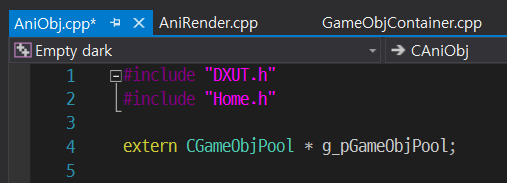 AniObj.cpp* AniRender.cpp GameObjContainer.cpp
Empty dark CAniObj
1 #include "DXUT.h"
2 #include "Home.h"
3
4 extern CGameObjPool * g_pGameObjPool;
5